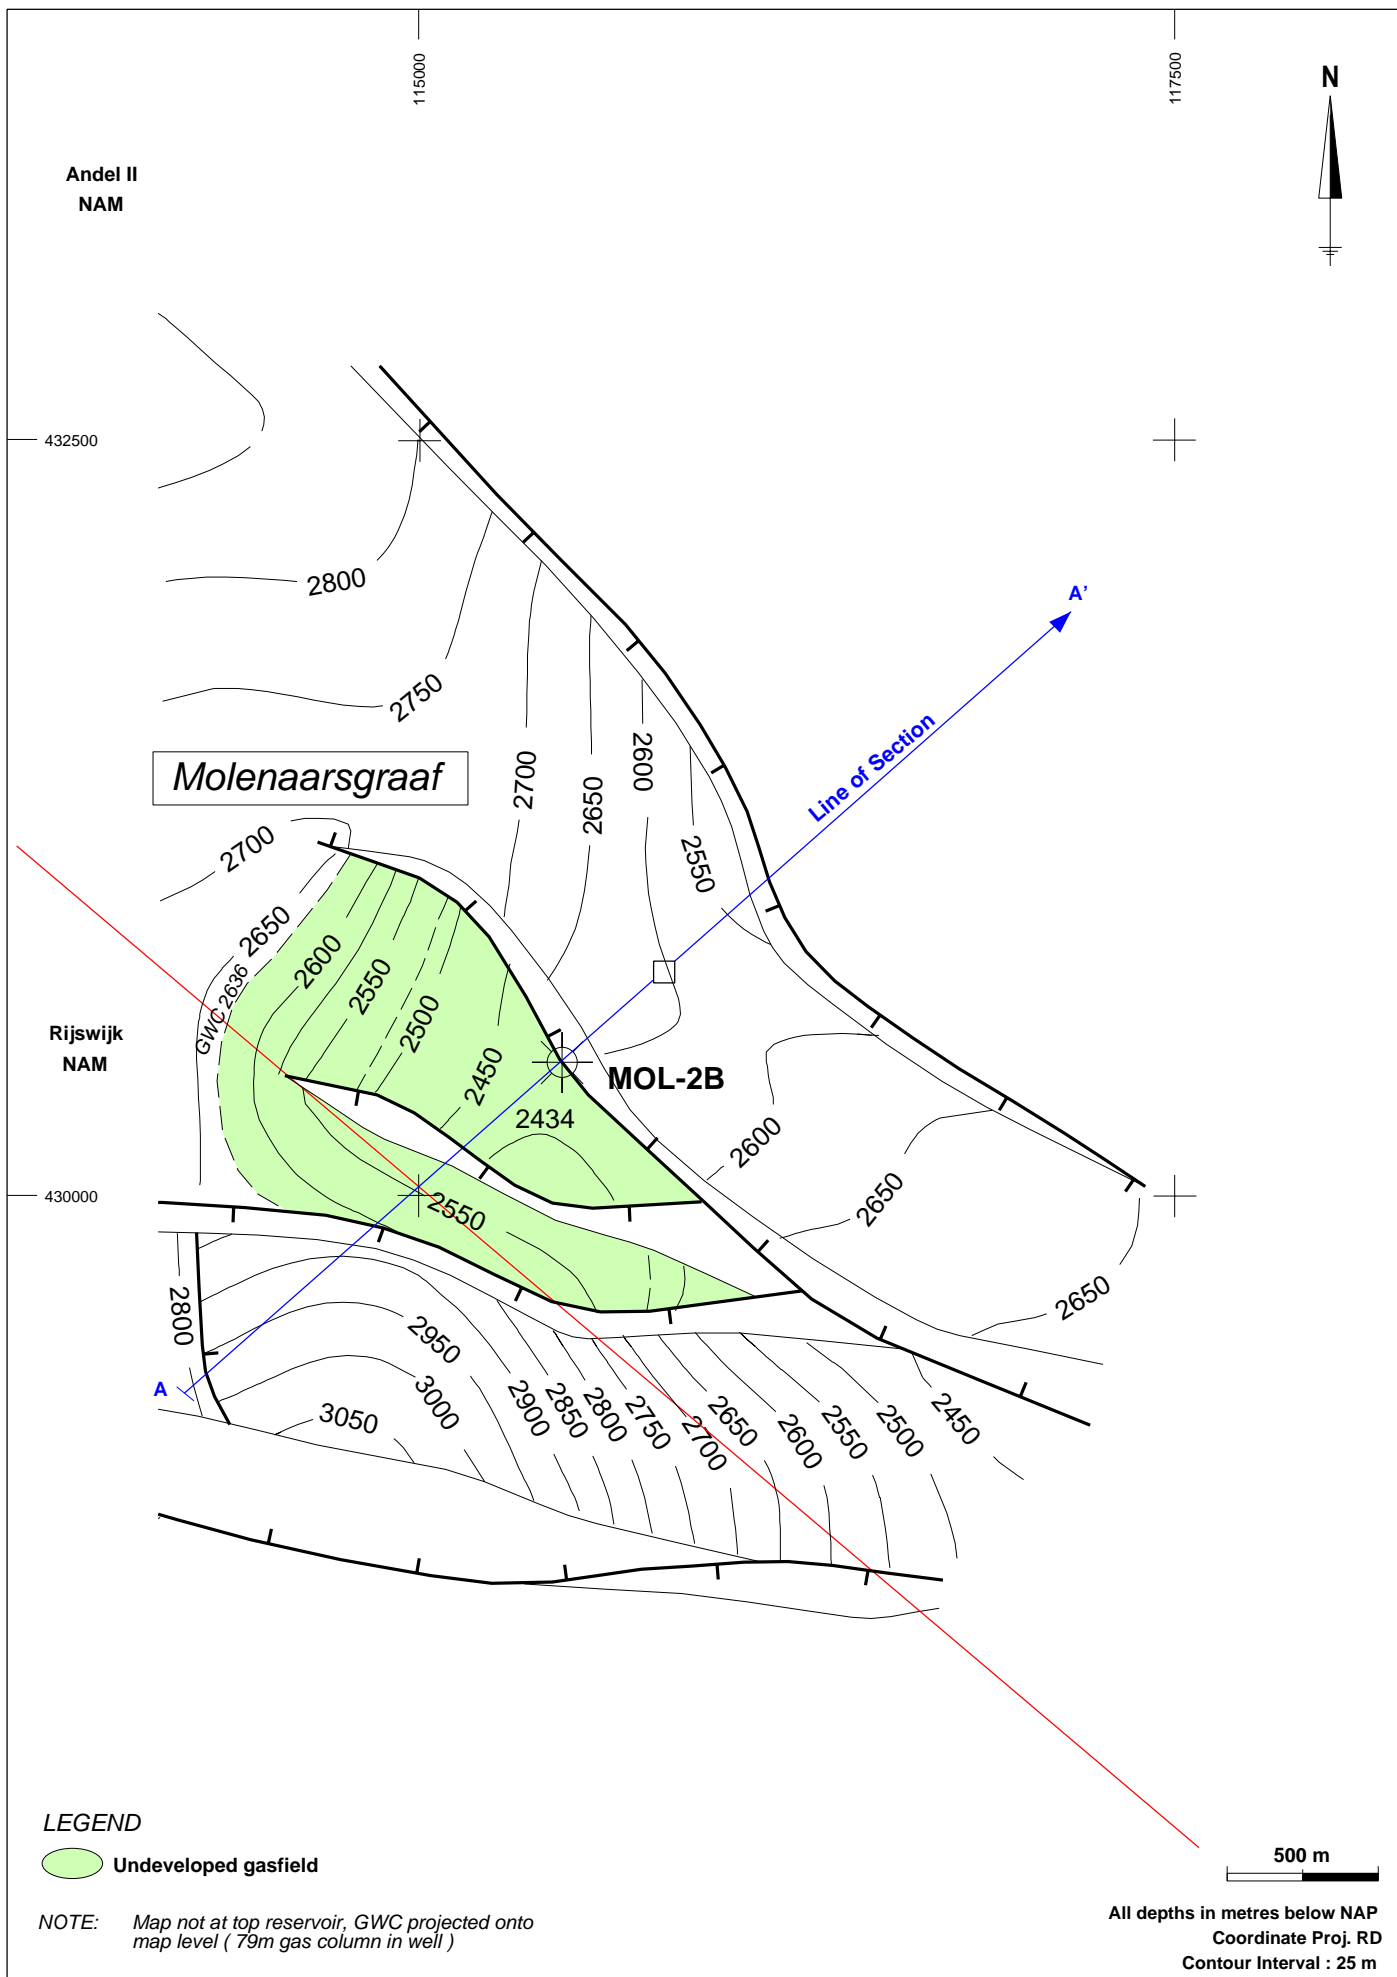 115000
117500
N
Andel II
NAM
432500
2800
A'
2750
Line of Section
Molenaarsgraaf
2700
2650
2600
2550
2700
2650
GWC 2636
2600
2550
2500
2450
Rijswijk
NAM
MOL-2B
2434
2600
2650
2650
430000
2550
2800
A
2950
3000
3050
2900
2850
2800
2750
2700
2650
2600
2550
2500
2450
LEGEND
Undeveloped gasfield
NOTE: Map not at top reservoir, GWC projected onto
map level ( 79m gas column in well )
500 m
All depths in metres below NAP
Coordinate Proj. RD
Contour Interval : 25 m